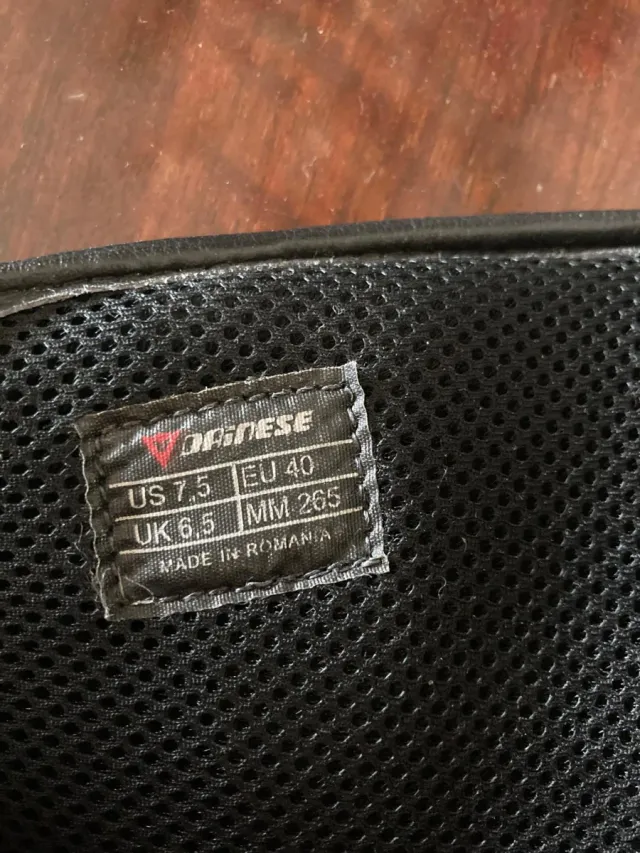 DAINESE
US 7,5 EU 40
UK 6,5 MM 265
MADE IN ROMANIA